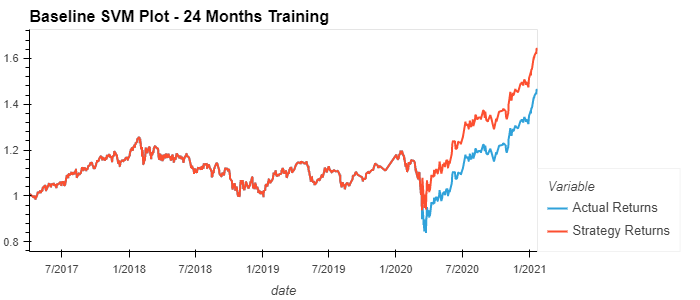 Baseline SVM Plot - 24 Months Training
1.6
1.4
1.2
1
0.8
7/2017
1/2018
7/2018
1/2019
7/2019
1/2020
7/2020
1/2021
date
Variable
Actual Returns
Strategy Returns